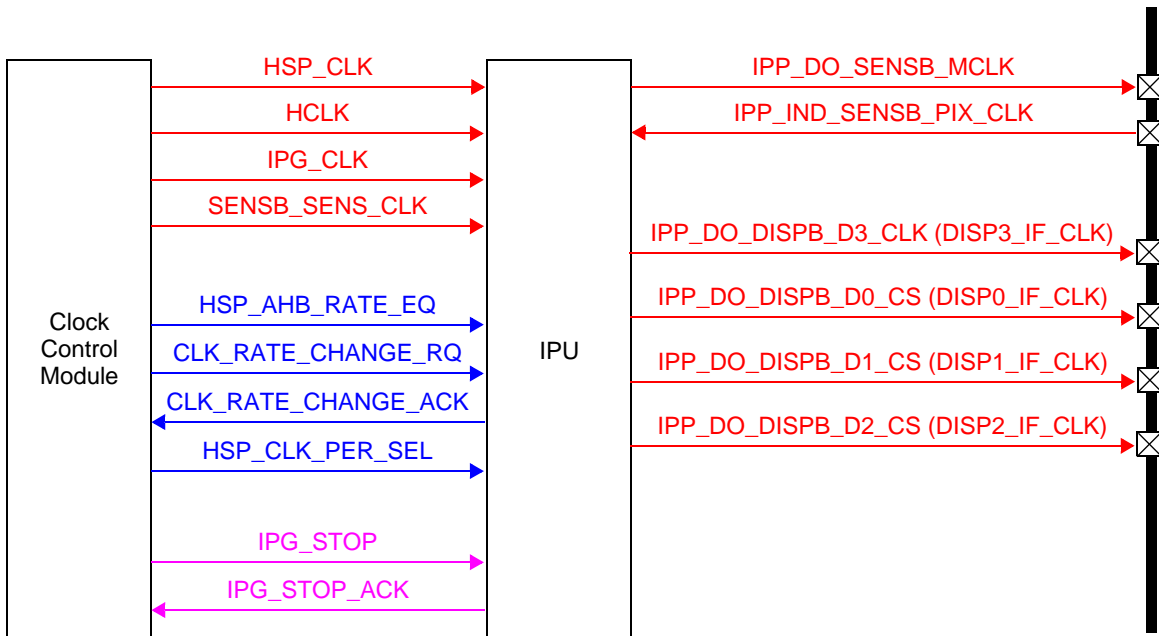 HSP_CLK
HCLK
IPG_CLK
SENSB_SENS_CLK
HSP_AHB_RATE_EQ
CLK_RATE_CHANGE_RQ
CLK_RATE_CHANGE_ACK
HSP_CLK_PER_SEL
IPG_STOP
IPG_STOP_ACK
Clock
Control
Module
IPU
IPP_DO_SENSB_MCLK
IPP_IND_SENSB_PIX_CLK
IPP_DO_DISPB_D3_CLK (DISP3_IF_CLK)
IPP_DO_DISPB_D0_CS (DISP0_IF_CLK)
IPP_DO_DISPB_D1_CS (DISP1_IF_CLK)
IPP_DO_DISPB_D2_CS (DISP2_IF_CLK)